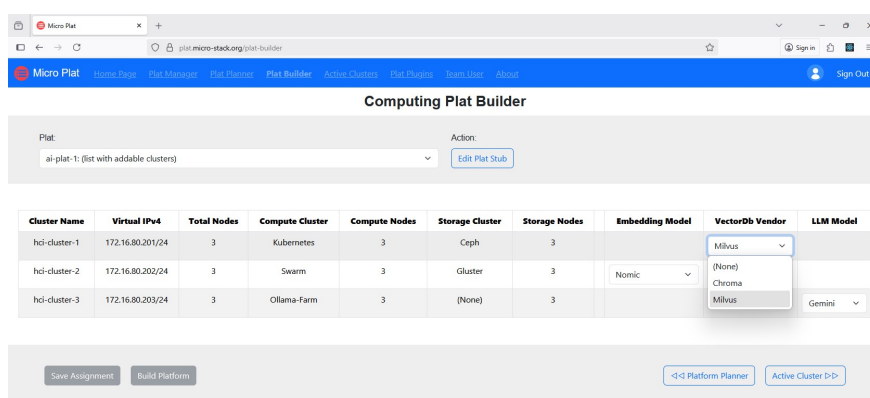 Micro Plat
plat.micro-stack.org/plat-builder
Sign in
Micro Plat Home Page Plat Manager Plat Planner Plat Builder Active Clusters Plat Plugins Team User About Sign Out
Computing Plat Builder
Plat: Action:
ai-plat-1: (list with addable clusters) Edit Plat Stub
Cluster Name Virtual IPv4 Total Nodes Compute Cluster Compute Nodes Storage Cluster Storage Nodes Embedding Model VectorDb Vendor LLM Model
hci-cluster-1 172.16.80.201/24 3 Kubernetes 3 Ceph 3 Milvus
hci-cluster-2 172.16.80.202/24 3 Swarm 3 Gluster 3 Nomic
(None)
Chroma
Milvus
hci-cluster-3 172.16.80.203/24 3 Ollama-Farm 3 (None) 3 Gemini
Save Assignment Build Platform ◁◁ Platform Planner Active Cluster ▷▷